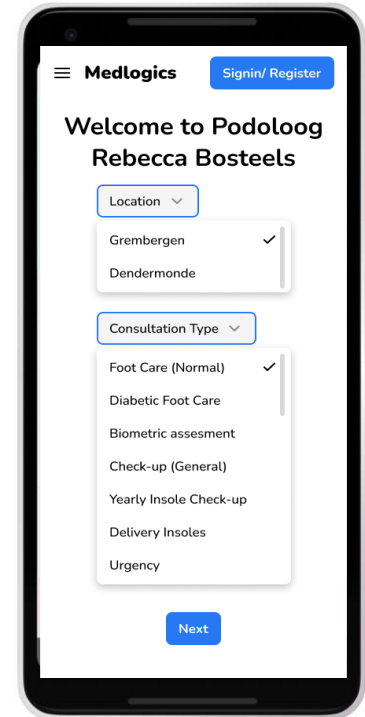 Medlogics
Signin/ Register
Welcome to Podoloog
Rebecca Bosteels
Location
Grembergen
Dendermonde
Consultation Type
Foot Care (Normal)
Diabetic Foot Care
Biometric assesment
Check-up (General)
Yearly Insole Check-up
Delivery Insoles
Urgency
Next